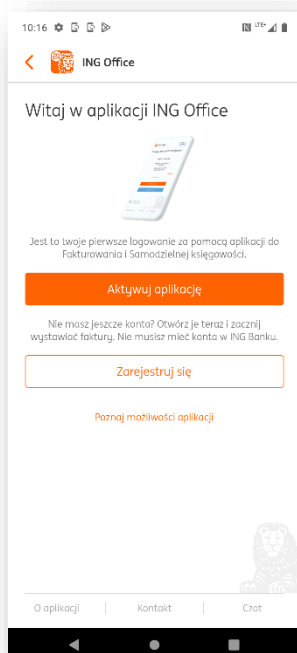 10:16
LTE+
ING Office
Witaj w aplikacji ING Office
Jest to twoje pierwsze logowanie za pomocą aplikacji do
Fakturowania i Samodzielnej księgowości.
Aktywuj aplikację
Nie masz jeszcze konta? Otwórz je teraz i zacznij
wystawiać faktury. Nie musisz mieć konta w ING Banku.
Zarejestruj się
Poznaj możliwości aplikacji
O aplikacji
Kontakt
Czat